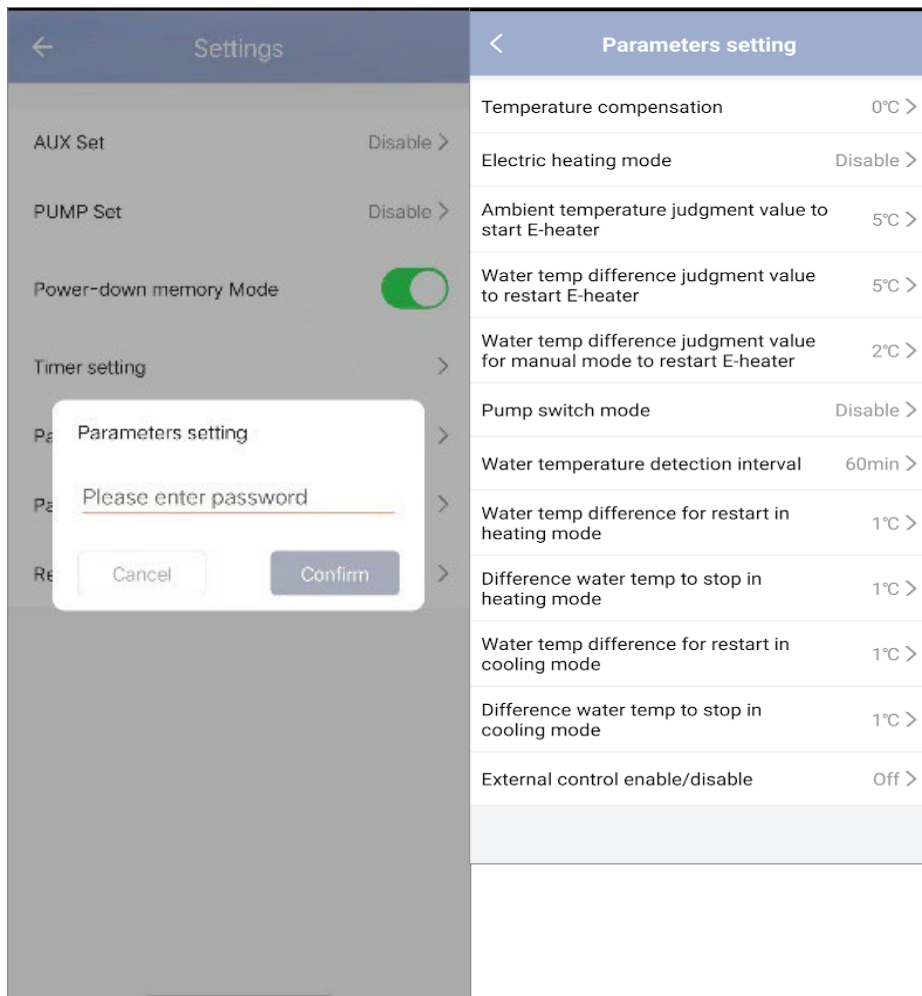 Settings
AUX Set
Disable
PUMP Set
Disable
Power-down memory Mode
Timer setting
Pa
Pa
Re
Parameters setting
Please enter password
Cancel
Confirm
Parameters setting
Temperature compensation
0℃
Electric heating mode
Disable
Ambient temperature judgment value to
start E-heater
5℃
Water temp difference judgment value
to restart E-heater
5℃
Water temp difference judgment value
for manual mode to restart E-heater
2℃
Pump switch mode
Disable
Water temperature detection interval
60min
Water temp difference for restart in
heating mode
1℃
Difference water temp to stop in
heating mode
1℃
Water temp difference for restart in
cooling mode
1℃
Difference water temp to stop in
cooling mode
1℃
External control enable/disable
Off